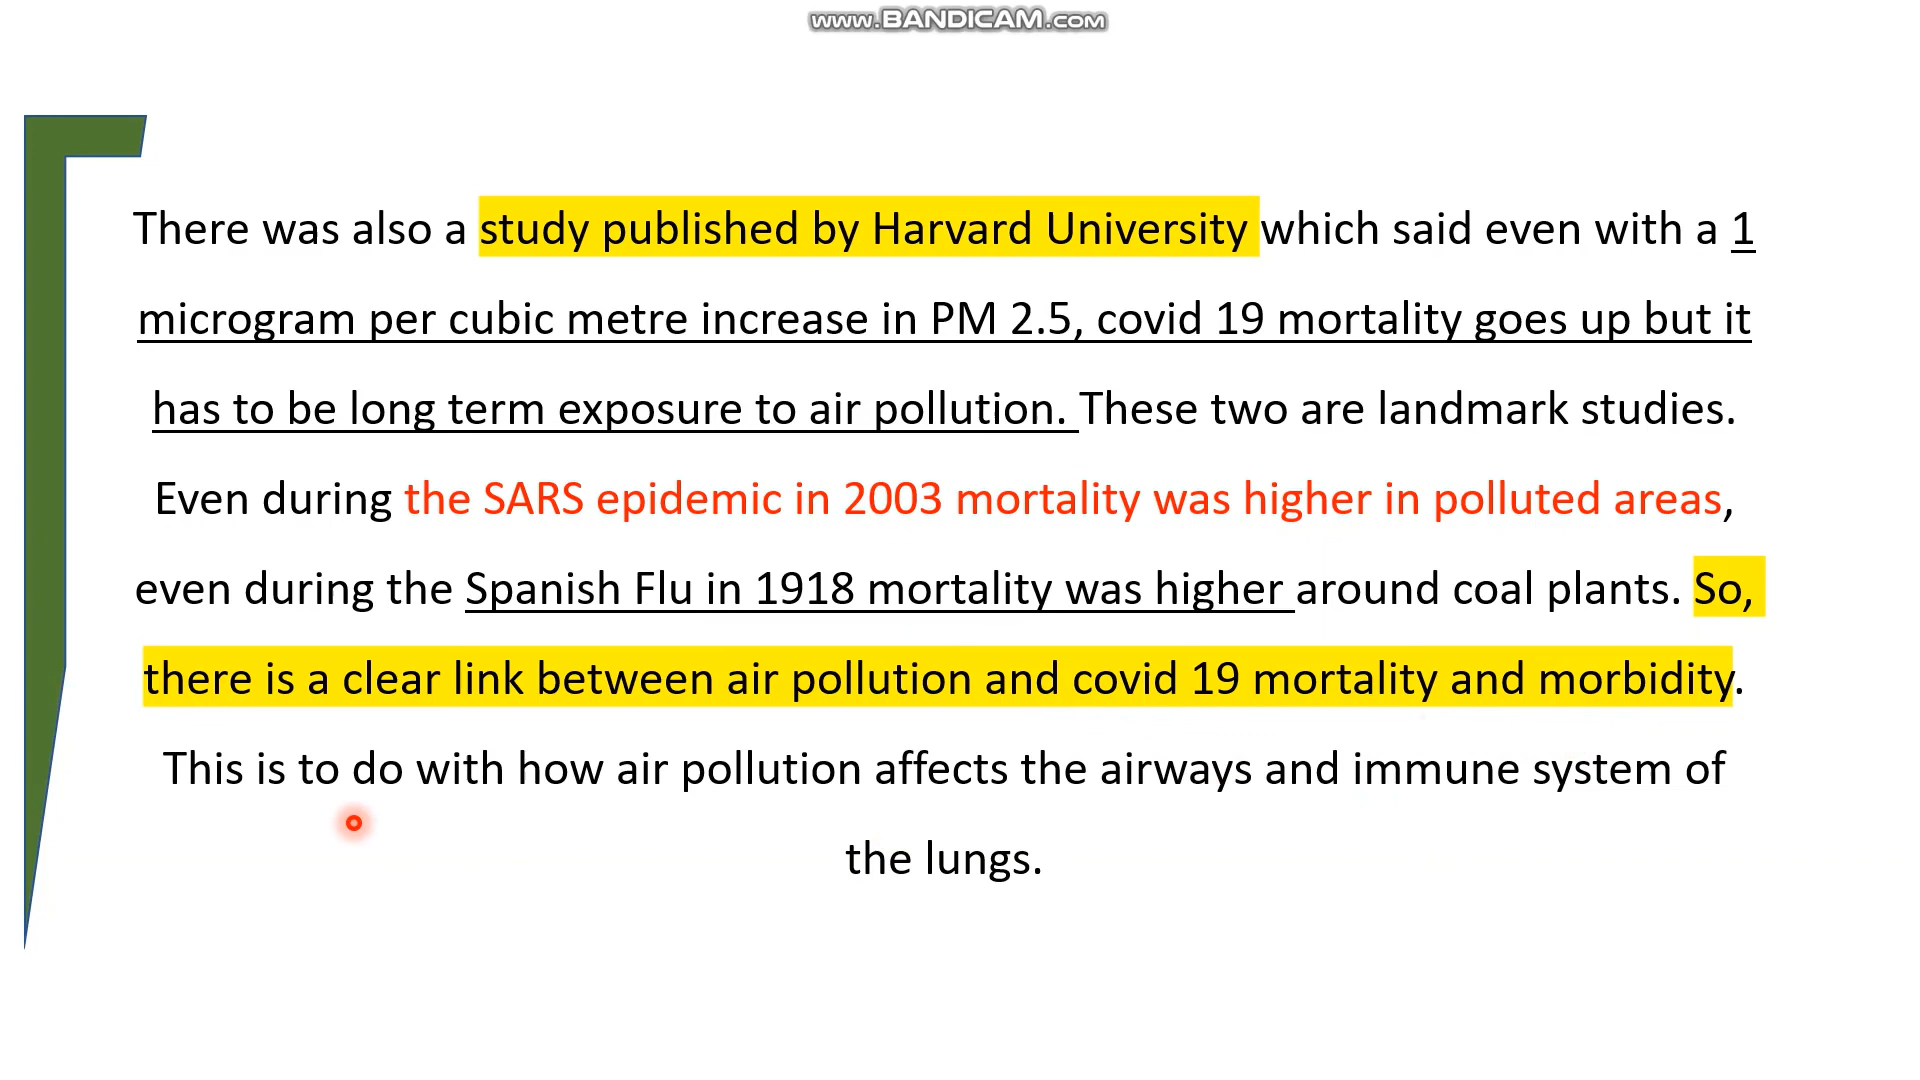 www.BANDICAM.com
There was also a study published by Harvard University which said even with a 1
microgram per cubic metre increase in PM 2.5, covid 19 mortality goes up but it
has to be long term exposure to air pollution. These two are landmark studies.
Even during the SARS epidemic in 2003 mortality was higher in polluted areas,
even during the Spanish Flu in 1918 mortality was higher around coal plants. So,
there is a clear link between air pollution and covid 19 mortality and morbidity.
This is to do with how air pollution affects the airways and immune system of
the lungs.